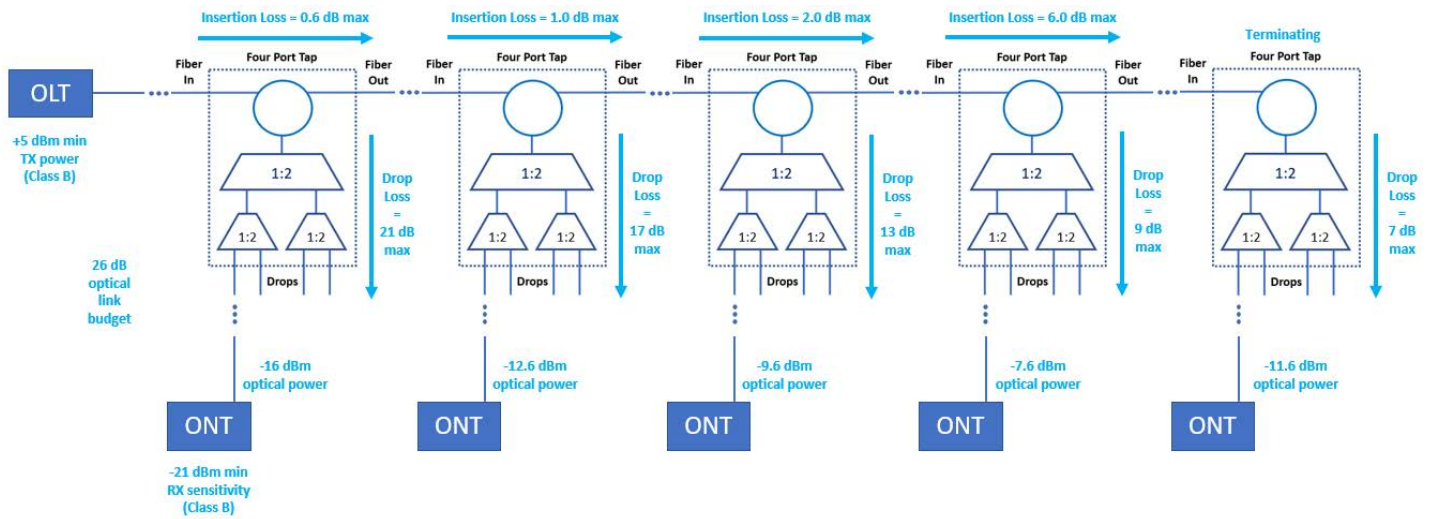 Insertion Loss = 0.6 dB max
Insertion Loss = 1.0 dB max
Insertion Loss = 2.0 dB max
Insertion Loss = 6.0 dB max
Terminating
Four Port Tap
Four Port Tap
Four Port Tap
Four Port Tap
Four Port Tap
Fiber
In
Fiber
Out
Fiber
In
Fiber
Out
Fiber
In
Fiber
Out
Fiber
In
Fiber
Out
Fiber
In
OLT
+5 dBm min
TX power
(Class B)
1:2
1:2
1:2
1:2
1:2
Drop
Loss
=
21 dB
max
Drop
Loss
=
17 dB
max
Drop
Loss
=
13 dB
max
Drop
Loss
=
9 dB
max
Drop
Loss
=
7 dB
max
1:2
1:2
1:2
1:2
1:2
1:2
1:2
1:2
1:2
1:2
26 dB
optical
link
budget
Drops
Drops
Drops
Drops
Drops
-16 dBm
optical power
-12.6 dBm
optical power
-9.6 dBm
optical power
-7.6 dBm
optical power
-11.6 dBm
optical power
ONT
ONT
ONT
ONT
ONT
-21 dBm min
RX sensitivity
(Class B)